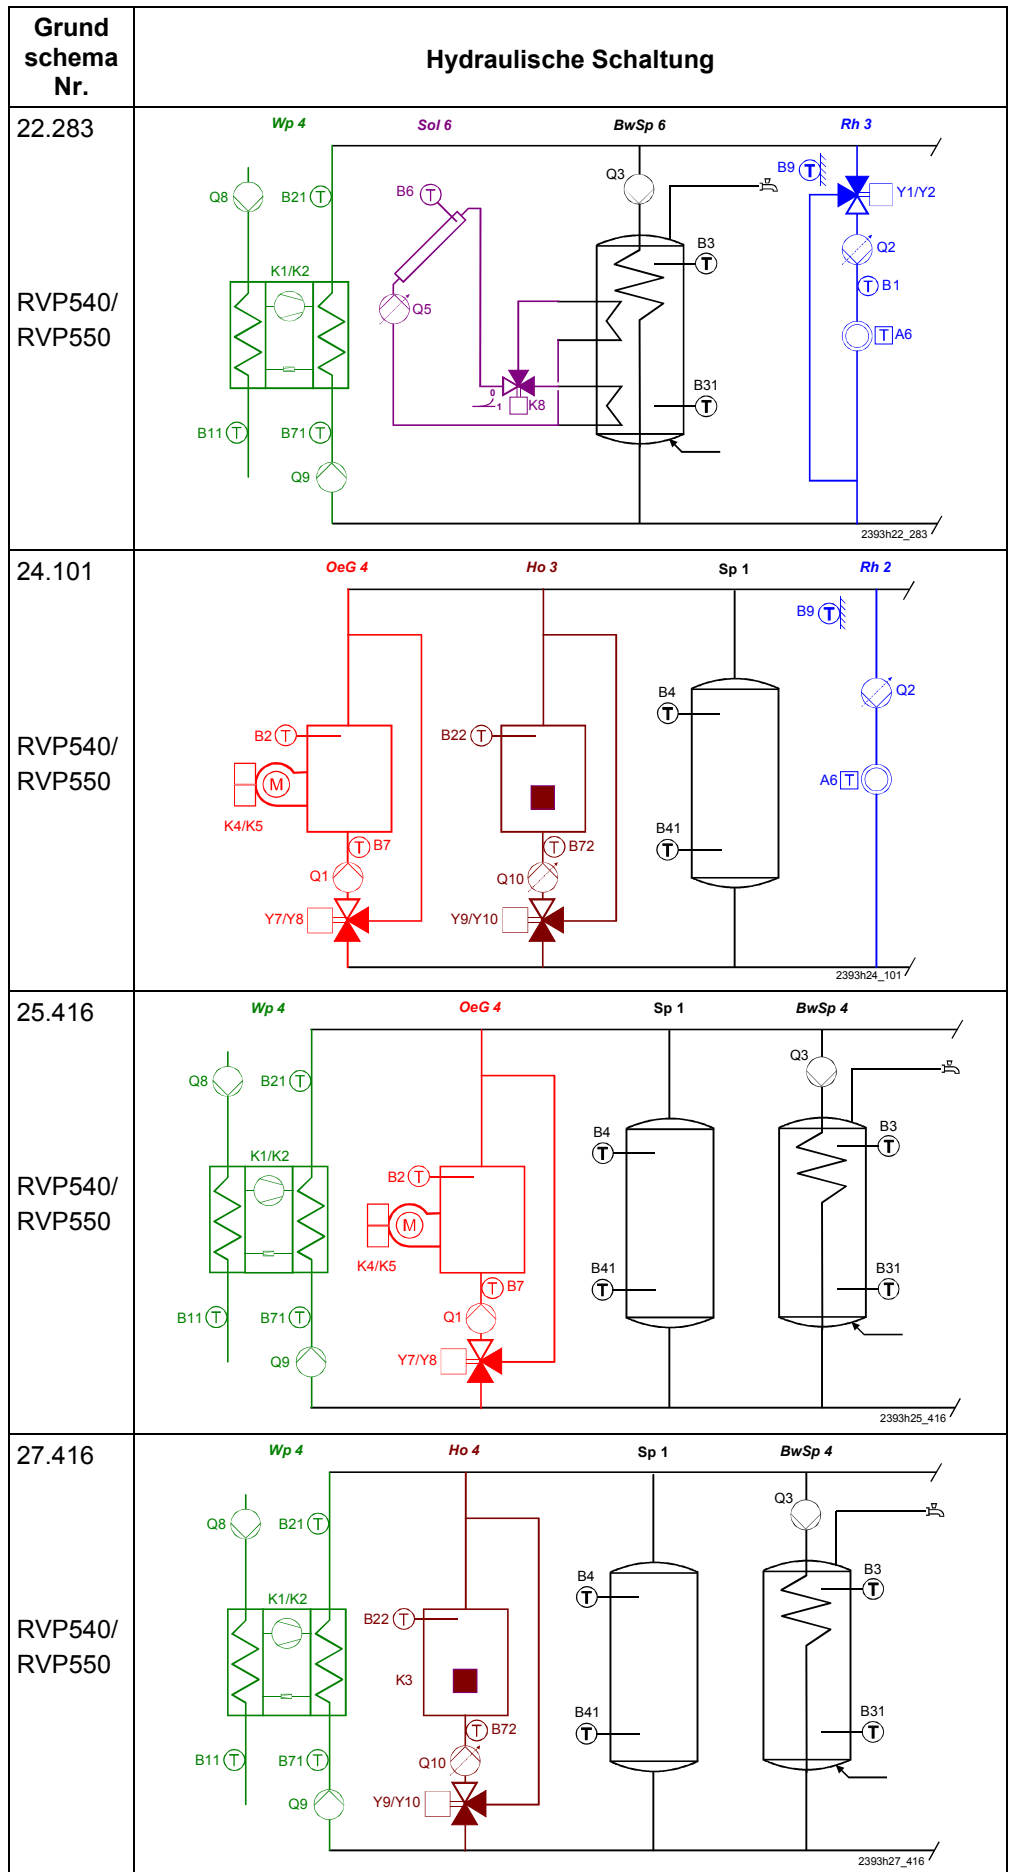 Grund
schema
Nr.
Hydraulische Schaltung
22.283
RVP540/
RVP550
Wp 4
Sol 6
BwSp 6
Rh 3
B9 T
Q3
B6 T
Q8
B21 T
Y1/Y2
B3
T
Q2
K1/K2
T B1
Q5
T A6
B31
T
0
1
K8
B11 T
B71 T
Q9
2393h22_283
24.101
RVP540/
RVP550
OeG 4
Ho 3
Sp 1
Rh 2
B9 T
B4
T
Q2
B2 T
B22 T
M
A6 T
K4/K5
B41
T
T B7
T B72
Q1
Q10
Y7/Y8
Y9/Y10
2393h24_101
25.416
RVP540/
RVP550
Wp 4
OeG 4
Sp 1
BwSp 4
Q3
Q8
B21 T
B4
T
B3
T
K1/K2
B2 T
M
K4/K5
B41
T
B31
T
T B7
B11 T
B71 T
Q1
Q9
Y7/Y8
2393h25_416
27.416
RVP540/
RVP550
Wp 4
Ho 4
Sp 1
BwSp 4
Q3
Q8
B21 T
B4
T
B3
T
K1/K2
B22 T
K3
B41
T
B31
T
T B72
B11 T
B71 T
Q10
Q9
Y9/Y10
2393h27_416